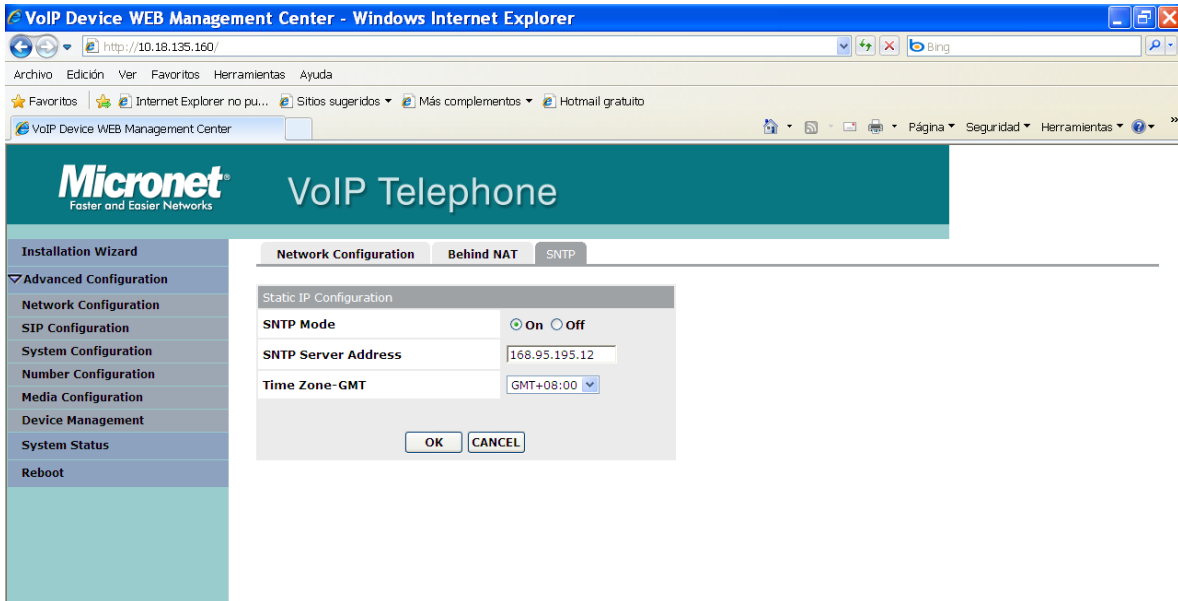 VoIP Device WEB Management Center - Windows Internet Explorer
http://10.18.135.160/
Bing
Archivo Edición Ver Favoritos Herramientas Ayuda
Favoritos Internet Explorer no pu... Sitios sugeridos Más complementos Hotmail gratuito
VoIP Device WEB Management Center
Página Seguridad Herramientas »
Micronet®
Faster and Easier Networks
VoIP Telephone
Installation Wizard
Network Configuration Behind NAT SNTP
Advanced Configuration
Network Configuration
SIP Configuration
System Configuration
Number Configuration
Media Configuration
Device Management
System Status
Reboot
Static IP Configuration
SNTP Mode On Off
SNTP Server Address 168.95.195.12
Time Zone-GMT GMT+08:00
OK CANCEL